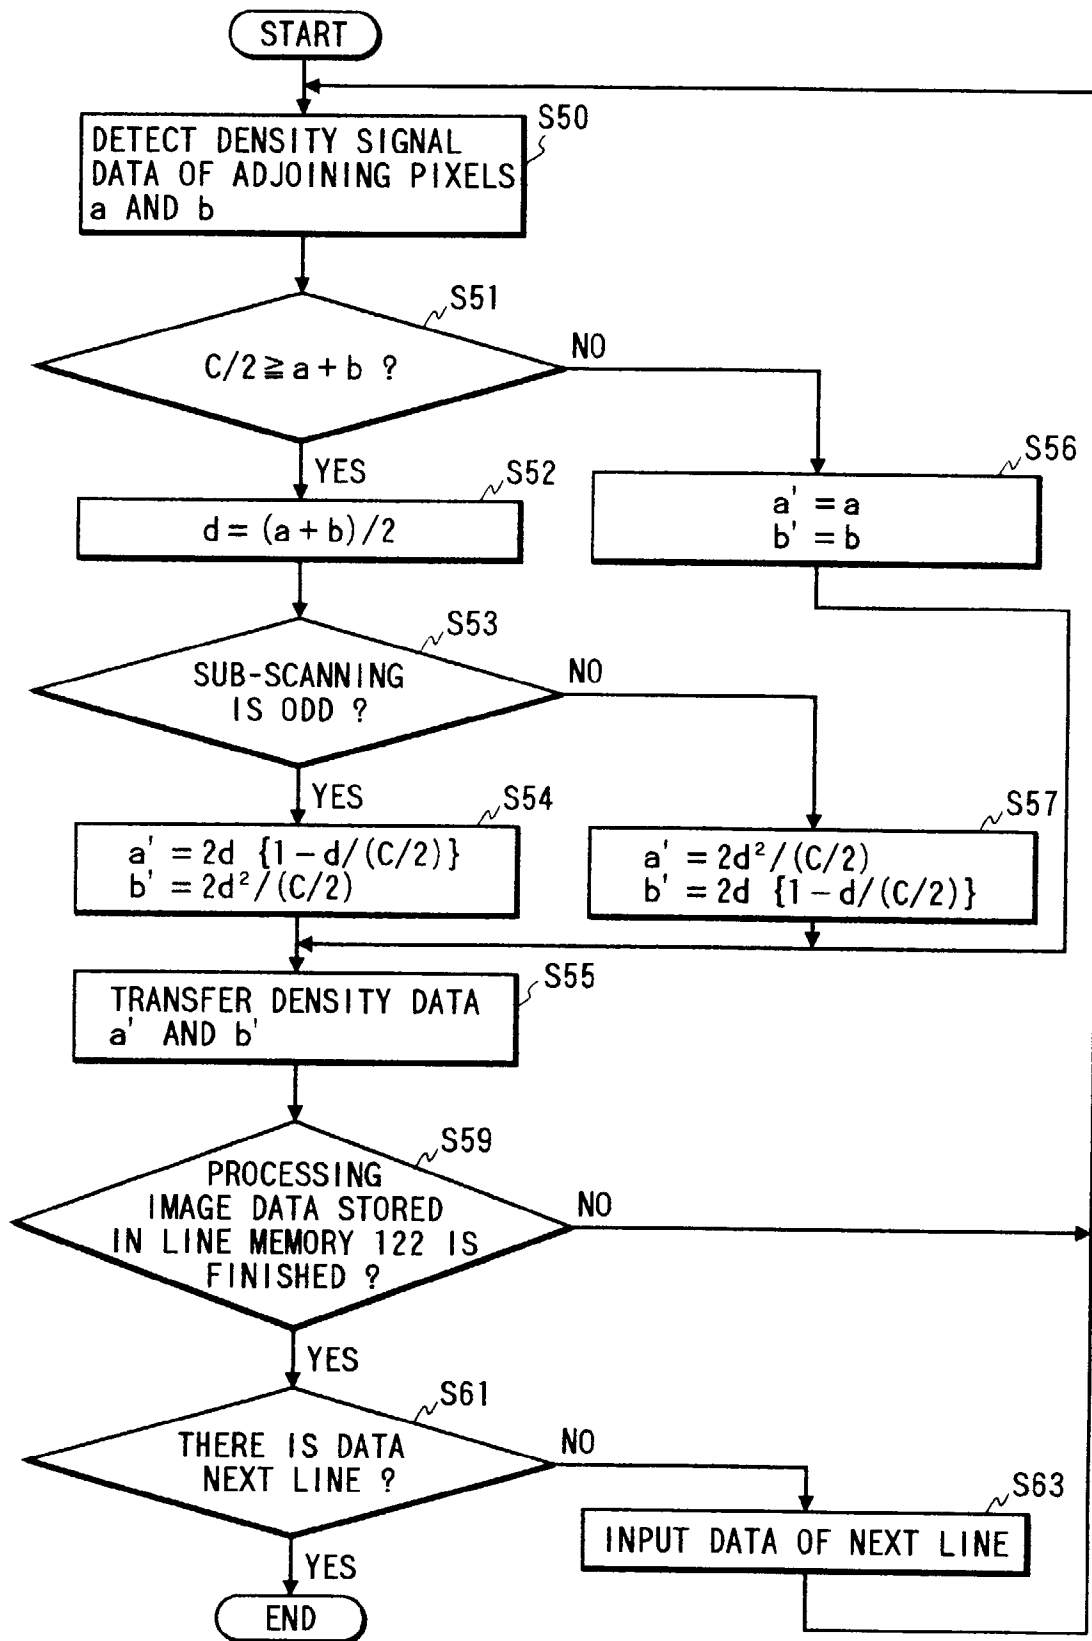 START
S50
DETECT DENSITY SIGNAL
DATA OF ADJOINING PIXELS
a AND b
S51
C/2 ≧ a + b ?
NO
YES
S52
d = (a + b)/2
S56
a' = a
b' = b
S53
SUB-SCANNING
IS ODD ?
NO
YES
S54
a' = 2d {1 - d/(C/2)}
b' = 2d²/(C/2)
S57
a' = 2d²/(C/2)
b' = 2d {1 - d/(C/2)}
S55
TRANSFER DENSITY DATA
a' AND b'
S59
PROCESSING
IMAGE DATA STORED
IN LINE MEMORY 122 IS
FINISHED ?
NO
YES
S61
THERE IS DATA
NEXT LINE ?
NO
YES
S63
INPUT DATA OF NEXT LINE
END